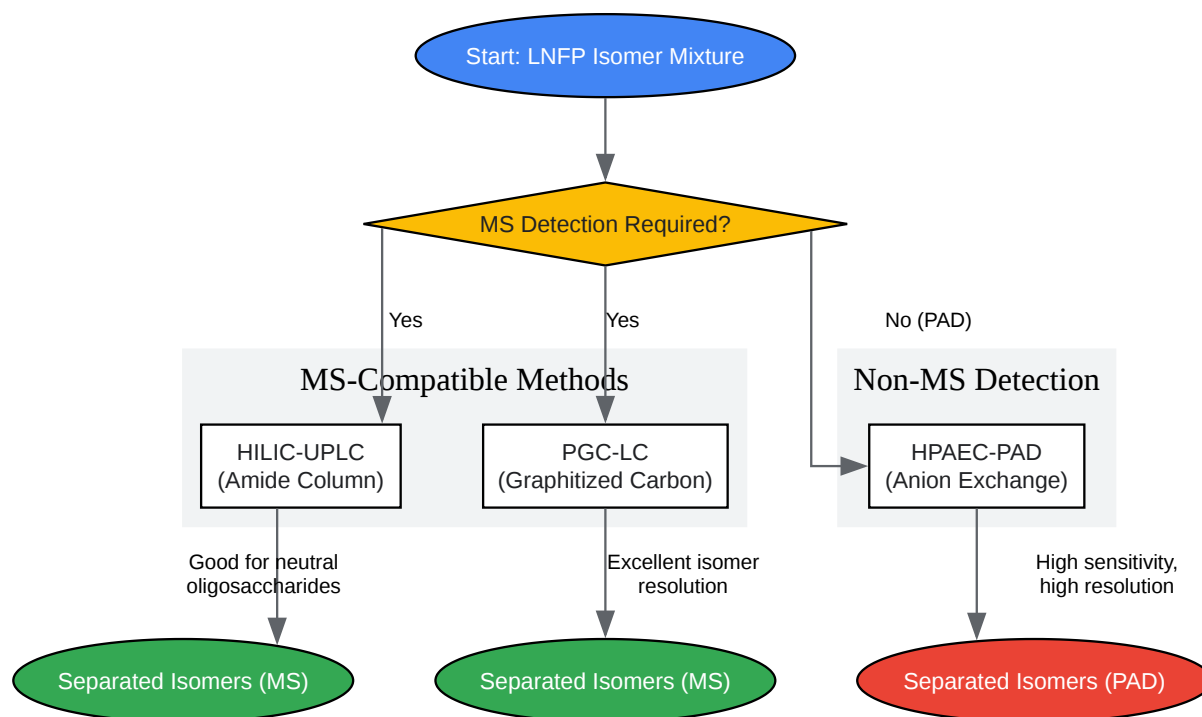 Start: LNFP Isomer Mixture
MS Detection Required?
Yes
Yes
No (PAD)
MS-Compatible Methods
Non-MS Detection
HILIC-UPLC
(Amide Column)
PGC-LC
(Graphitized Carbon)
HPAEC-PAD
(Anion Exchange)
Good for neutral
oligosaccharides
Excellent isomer
resolution
High sensitivity,
high resolution
Separated Isomers (MS)
Separated Isomers (MS)
Separated Isomers (PAD)